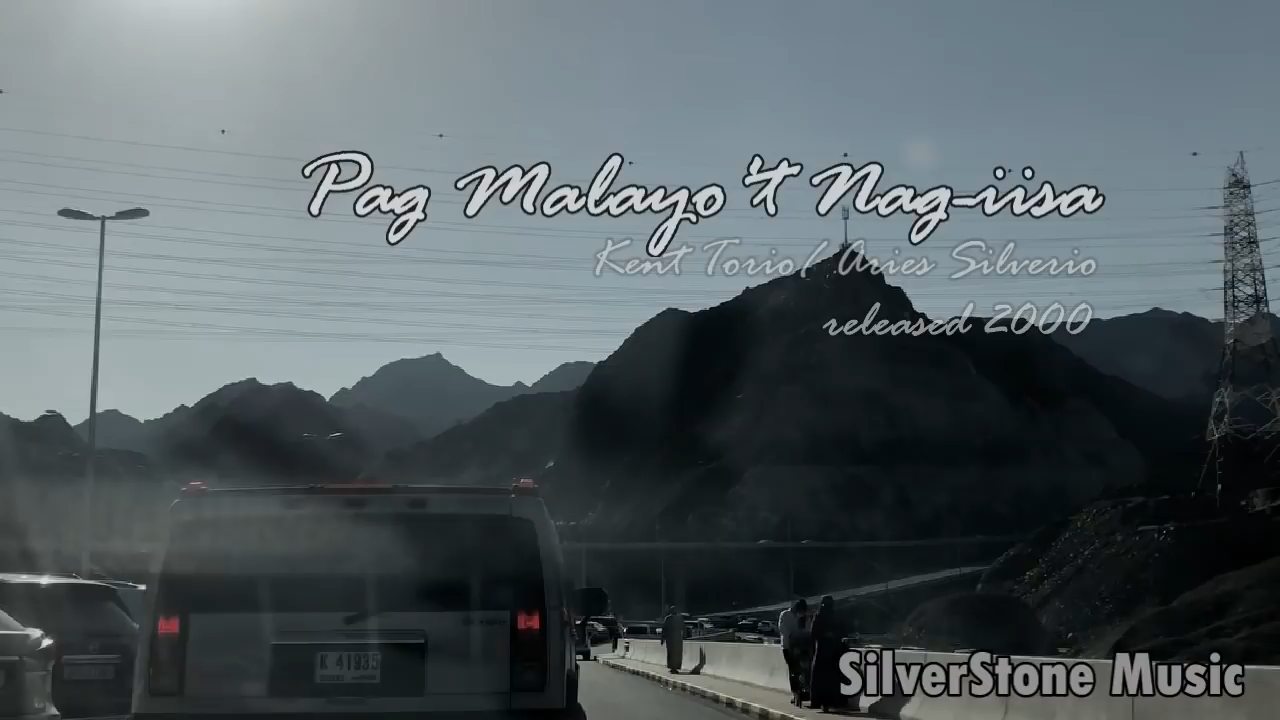 Pag Malayo 't Nag-iisa
Kent Torio/ Aries Silverio
released 2000
K 41935
SilverStone Music